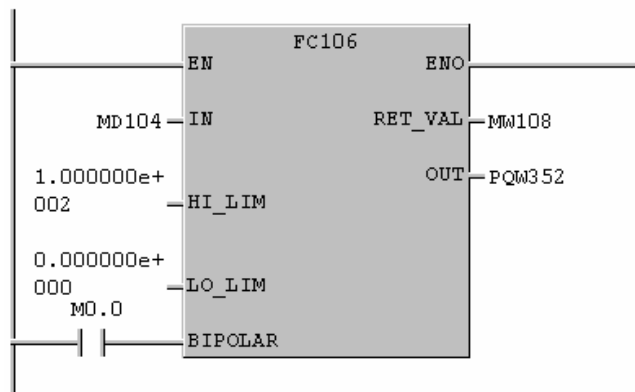 FC106
EN ENO
MD104 IN RET_VAL MW108
OUT PQW352
1.000000e+
002 HI_LIM
0.000000e+
000 LO_LIM
M0.0
BIPOLAR